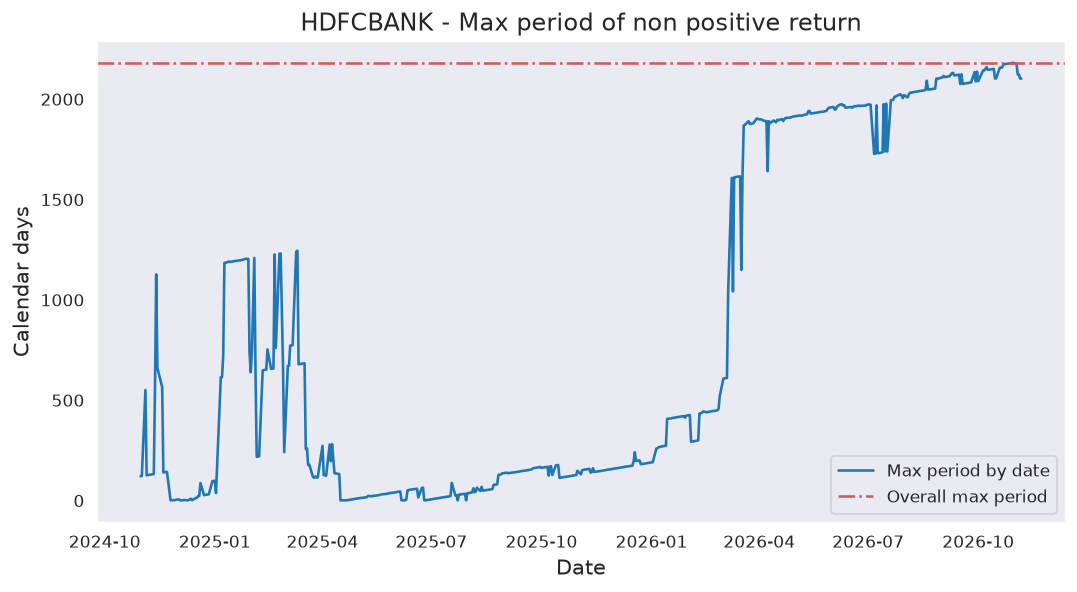 HDFCBANK - Max period of non positive return
Calendar days
2000
1500
1000
500
0
Max period by date
Overall max period
2024-10 2025-01 2025-04 2025-07 2025-10 2026-01 2026-04 2026-07 2026-10
Date